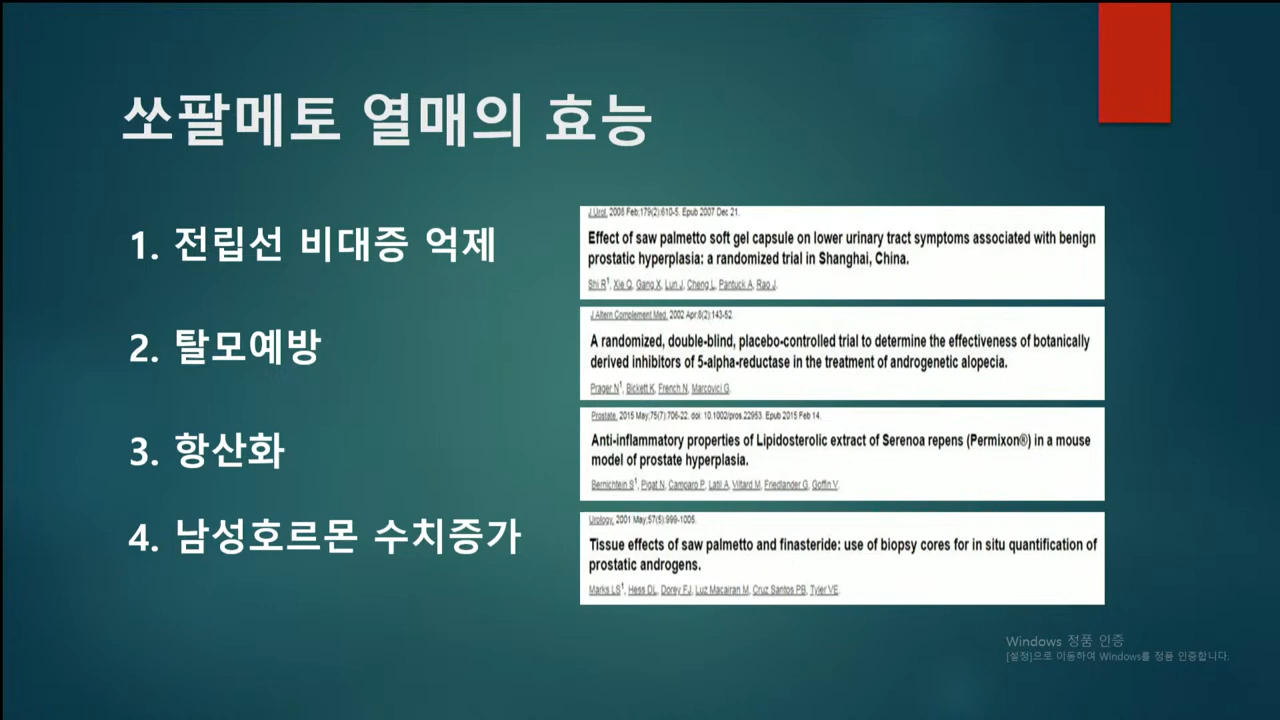 쏘팔메토 열매의 효능
1. 전립선 비대증 억제
2. 탈모예방
3. 항산화
4. 남성호르몬 수치증가
J Urol. 2008 Feb;179(2):610-5. Epub 2007 Dec 21.
Effect of saw palmetto soft gel capsule on lower urinary tract symptoms associated with benign
prostatic hyperplasia: a randomized trial in Shanghai, China.
Shi R1, Xie Q, Gang X, Lun J, Cheng L, Pantuck A, Rao J.
J Altern Complement Med. 2002 Apr;8(2):143-52.
A randomized, double-blind, placebo-controlled trial to determine the effectiveness of botanically
derived inhibitors of 5-alpha-reductase in the treatment of androgenetic alopecia.
Prager N1, Bickett K, French N, Marcovici G.
Prostate. 2015 May;75(7):706-22. doi: 10.1002/pros.22953. Epub 2015 Feb 14.
Anti-inflammatory properties of Lipidosterolic extract of Serenoa repens (Permixon®) in a mouse
model of prostate hyperplasia.
Bernichtein S1, Pigat N, Camparo P, Latil A, Viltard M, Friedlander G, Goffin V.
Urology. 2001 May;57(5):999-1005.
Tissue effects of saw palmetto and finasteride: use of biopsy cores for in situ quantification of
prostatic androgens.
Marks LS1, Hess DL, Dorey FJ, Luz Macairan M, Cruz Santos PB, Tyler VE.
Windows 정품 인증
[설정]으로 이동하여 Windows를 정품 인증합니다.